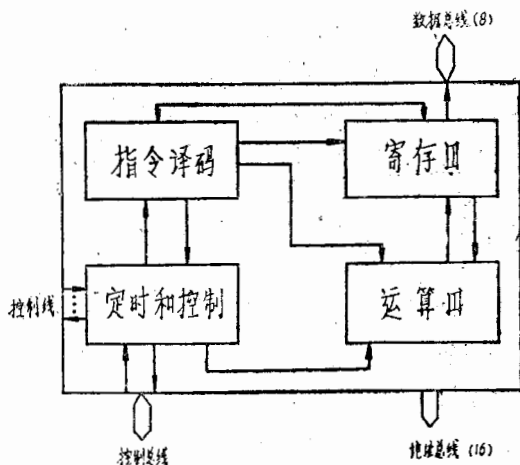 数据总线(8)
指令译码
寄存器
控制线
定时和控制
运算器
控制总线
地址总线(16)